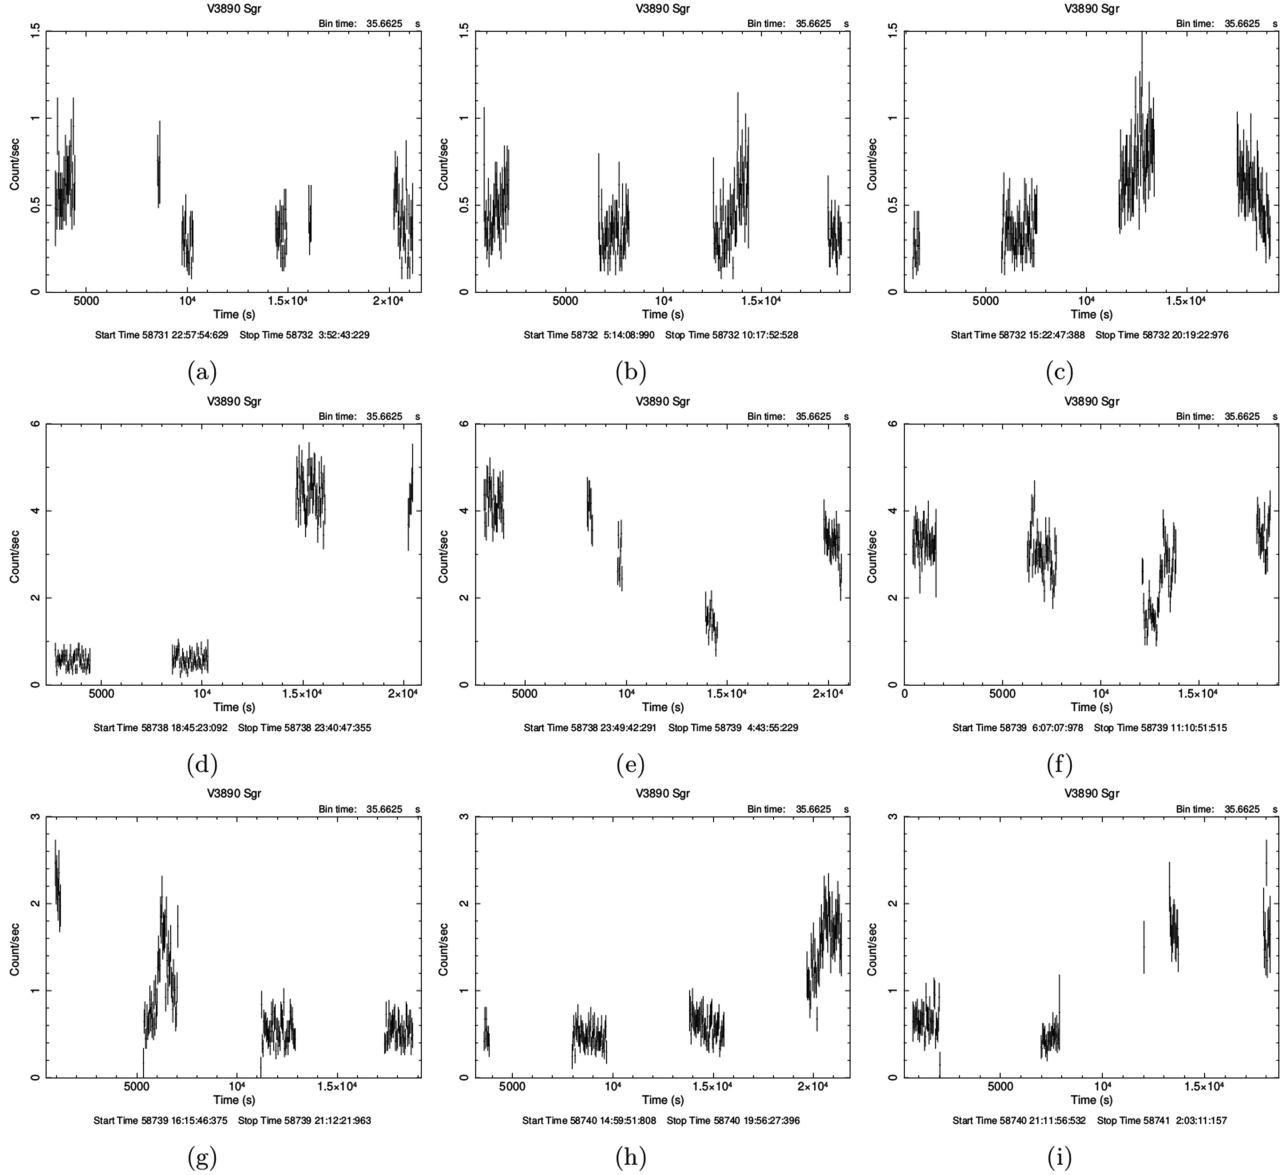 V3890 Sgr
Bin time: 35.6625 s
Count/sec
1.5
1
0.5
0
5000 10⁴ 1.5×10⁴ 2×10⁴
Time (s)
Start Time 58731 22:57:54:629 Stop Time 58732 3:52:43:229
(a)
V3890 Sgr
Bin time: 35.6625 s
Count/sec
1.5
1
0.5
0
5000 10⁴ 1.5×10⁴
Time (s)
Start Time 58732 5:14:08:990 Stop Time 58732 10:17:52:528
(b)
V3890 Sgr
Bin time: 35.6625 s
Count/sec
1.5
1
0.5
0
5000 10⁴ 1.5×10⁴
Time (s)
Start Time 58732 15:22:47:388 Stop Time 58732 20:19:22:976
(c)
V3890 Sgr
Bin time: 35.6625 s
Count/sec
6
4
2
0
5000 10⁴ 1.5×10⁴ 2×10⁴
Time (s)
Start Time 58738 18:45:23:092 Stop Time 58738 23:40:47:355
(d)
V3890 Sgr
Bin time: 35.6625 s
Count/sec
6
4
2
0
5000 10⁴ 1.5×10⁴ 2×10⁴
Time (s)
Start Time 58738 23:49:42:291 Stop Time 58739 4:43:55:229
(e)
V3890 Sgr
Bin time: 35.6625 s
Count/sec
6
4
2
0
0 5000 10⁴ 1.5×10⁴
Time (s)
Start Time 58739 6:07:07:978 Stop Time 58739 11:10:51:515
(f)
V3890 Sgr
Bin time: 35.6625 s
Count/sec
3
2
1
0
5000 10⁴ 1.5×10⁴
Time (s)
Start Time 58739 16:15:46:375 Stop Time 58739 21:12:21:963
(g)
V3890 Sgr
Bin time: 35.6625 s
Count/sec
3
2
1
0
5000 10⁴ 1.5×10⁴ 2×10⁴
Time (s)
Start Time 58740 14:59:51:808 Stop Time 58740 19:56:27:396
(h)
V3890 Sgr
Bin time: 35.6625 s
Count/sec
3
2
1
0
5000 10⁴ 1.5×10⁴
Time (s)
Start Time 58740 21:11:56:532 Stop Time 58741 2:03:11:157
(i)